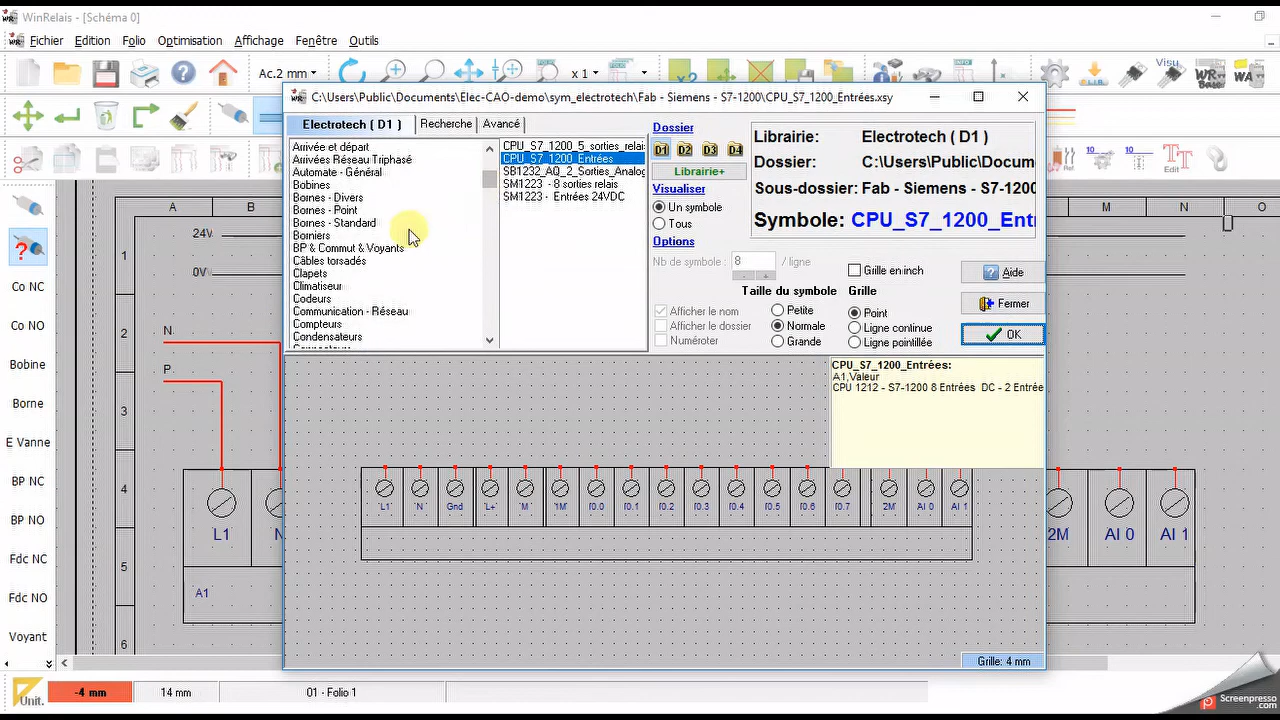 WinRelais - [Schéma 0]
Fichier Edition Folio Optimisation Affichage Fenêtre Outils
Ac.2 mm x 1 Visu
C:\Users\Public\Documents\Elec-CAO.demo\sym_electrotech\Fab - Siemens - S7-1200\CPU_S7_1200_Entrées.xsy
Electrotech ( D1 ) Recherche Avancé
Arrivée et départ
Arrivées Réseau Triphasé
Automate - Général
Bobines
Bornes - Divers
Bornes - Point
Bornes - Standard
Borniers
BP & Commut & Voyants
Câbles torsadés
Clapets
Climatiseur
Codeurs
Communication - Réseau
Compteurs
Condensateurs
CPU_S7_1200_5_sorties_relais
CPU_S7_1200_Entrées
SB1232_AQ_2_Sorties_Analog
SM1223 - 8 sorties relais
SM1223 - Entrées 24VDC
Dossier
D1 D2 D3 D4
Librairie+
Visualiser
Un symbole
Tous
Options
Nb de symbole : 8 / ligne
Afficher le nom
Afficher le dossier
Numéroter
Taille du symbole
Petite
Normale
Grande
Librairie: Electrotech ( D1 )
Dossier: C:\Users\Public\Docum
Sous-dossier: Fab - Siemens - S7-120
Symbole: CPU_S7_1200_Ent
Grille en inch
Grille
Point
Ligne continue
Ligne pointillée
Aide
Fermer
OK
CPU_S7_1200_Entrées:
A1,Valeur
CPU 1212 - S7-1200 8 Entrées DC - 2 Entrée
L1 N Gnd L+ M 1M I0.0 I0.1 I0.2 I0.3 I0.4 I0.5 I0.6 I0.7 2M AI 0 AI 1
Grille: 4 mm
Co NC
Co NO
Bobine
Borne
E Vanne
BP NC
BP NO
Fdc NC
Fdc NO
Voyant
A B M N O
1
2
3
4
5
6
24V
0V
N
P
L1
A1
2M AI 0 AI 1
Edit
Unit. -4 mm 14 mm 01 - Folio 1
Screenpresso
.com